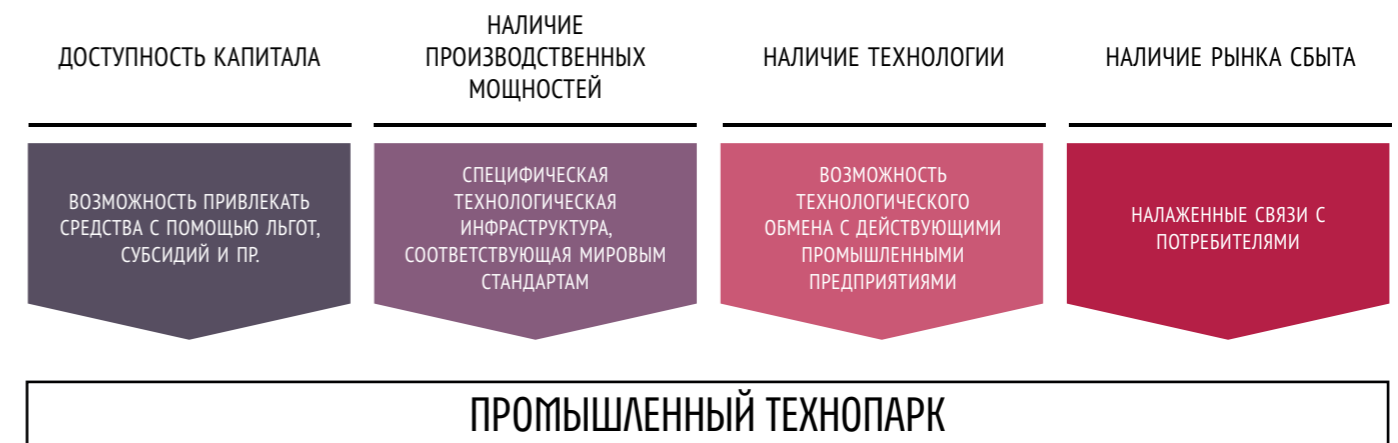 ДОСТУПНОСТЬ КАПИТАЛА
НАЛИЧИЕ
ПРОИЗВОДСТВЕННЫХ
МОЩНОСТЕЙ
НАЛИЧИЕ ТЕХНОЛОГИИ
НАЛИЧИЕ РЫНКА СБЫТА
ВОЗМОЖНОСТЬ ПРИВЛЕКАТЬ
СРЕДСТВА С ПОМОЩЬЮ ЛЬГОТ,
СУБСИДИЙ И ПР.
СПЕЦИФИЧЕСКАЯ
ТЕХНОЛОГИЧЕСКАЯ
ИНФРАСТРУКТУРА,
СООТВЕТСТВУЮЩАЯ МИРОВЫМ
СТАНДАРТАМ
ВОЗМОЖНОСТЬ
ТЕХНОЛОГИЧЕСКОГО
ОБМЕНА С ДЕЙСТВУЮЩИМИ
ПРОМЫШЛЕННЫМИ
ПРЕДПРИЯТИЯМИ
НАЛАЖЕННЫЕ СВЯЗИ С
ПОТРЕБИТЕЛЯМИ
ПРОМЫШЛЕННЫЙ ТЕХНОПАРК